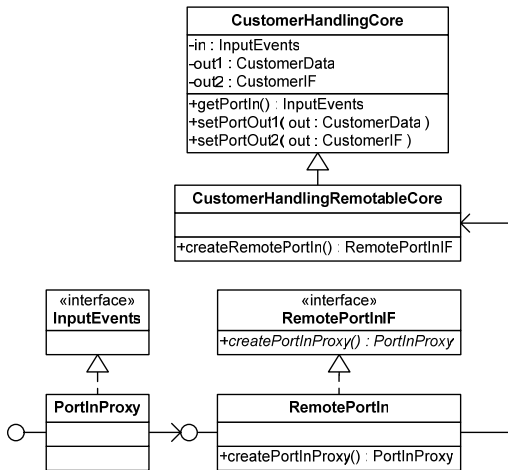 CustomerHandlingCore
-in : InputEvents
-out1 : CustomerData
-out2 : CustomerIF
+getPortIn() : InputEvents
+setPortOut1( out : CustomerData )
+setPortOut2( out : CustomerIF )
CustomerHandlingRemotableCore
+createRemotePortIn() : RemotePortInIF
«interface»
InputEvents
«interface»
RemotePortInIF
+createPortInProxy() : PortInProxy
PortInProxy
RemotePortIn
+createPortInProxy() : PortInProxy